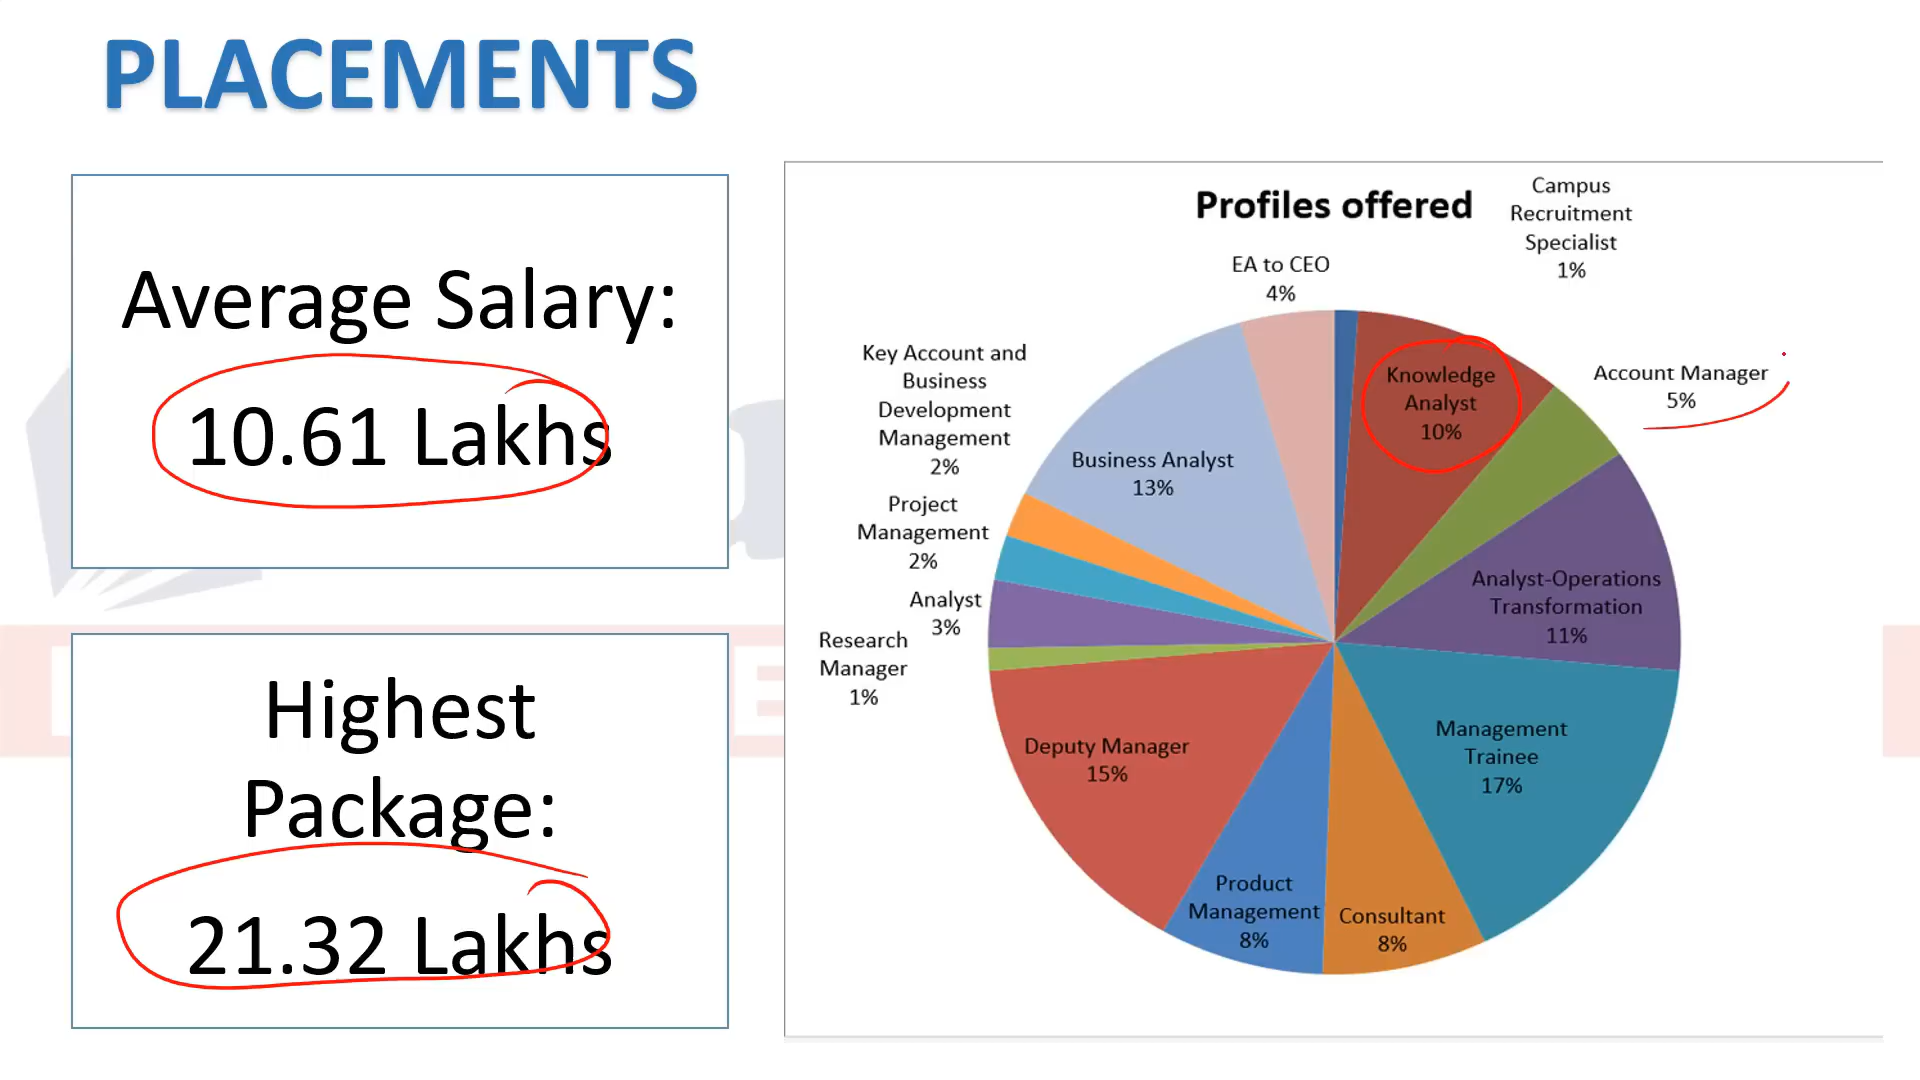 PLACEMENTS
Average Salary:
10.61 Lakhs
Highest
Package:
21.32 Lakhs
Profiles offered
Campus
Recruitment
Specialist
1%
EA to CEO
4%
Knowledge
Analyst
10%
Account Manager
5%
Analyst-Operations
Transformation
11%
Management
Trainee
17%
Consultant
8%
Product
Management
8%
Deputy Manager
15%
Research
Manager
1%
Analyst
3%
Project
Management
2%
Key Account and
Business
Development
Management
2%
Business Analyst
13%